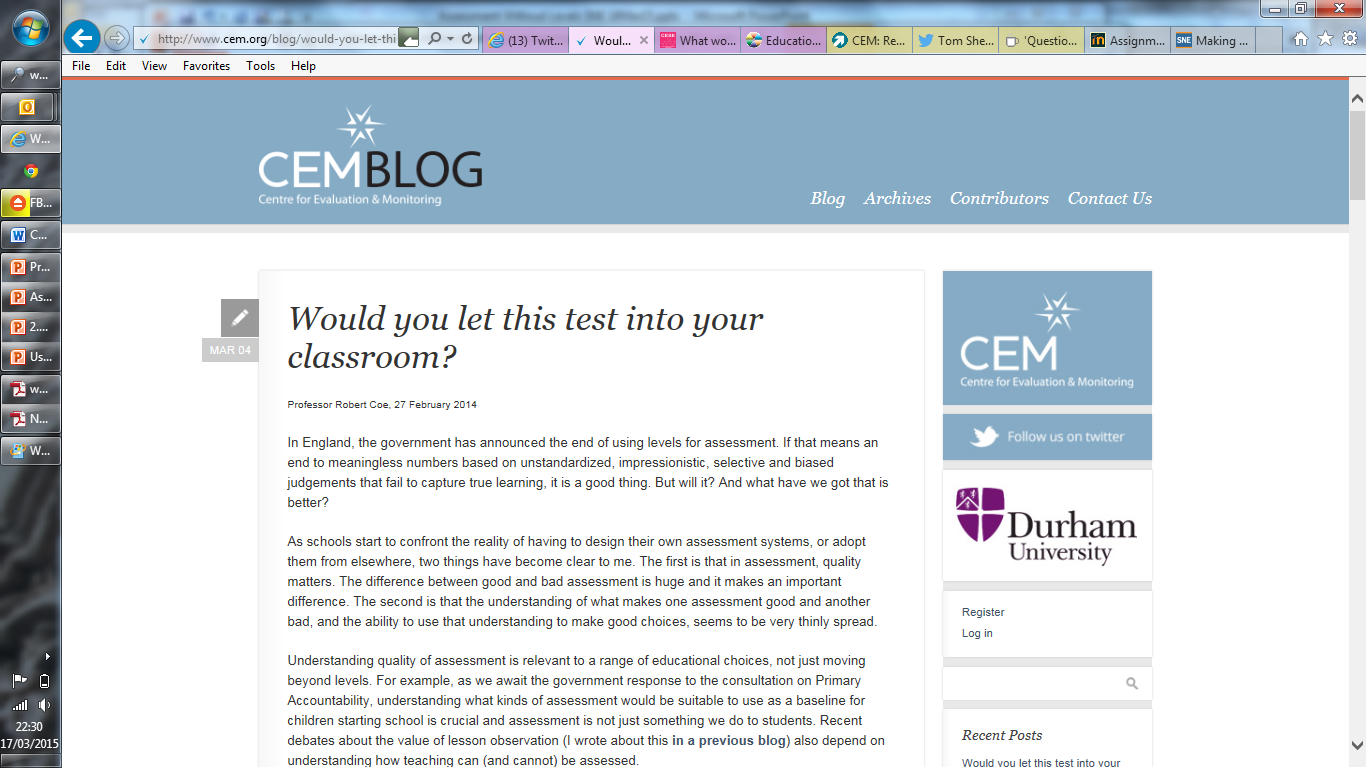 http://www.cem.org/blog/would-you-let-thi
(13) Twit...
Woul...
What wo...
Educatio...
CEM: Re...
Tom She...
'Questio...
Assignm...
Making ...
File Edit View Favorites Tools Help
w...
W...
FB...
C...
Pr...
As...
2....
Us...
w...
N...
W...
22:30
17/03/2015
CEMBLOG
Centre for Evaluation & Monitoring
Blog Archives Contributors Contact Us
MAR 04
Would you let this test into your
classroom?
Professor Robert Coe, 27 February 2014
In England, the government has announced the end of using levels for assessment. If that means an
end to meaningless numbers based on unstandardized, impressionistic, selective and biased
judgements that fail to capture true learning, it is a good thing. But will it? And what have we got that is
better?
As schools start to confront the reality of having to design their own assessment systems, or adopt
them from elsewhere, two things have become clear to me. The first is that in assessment, quality
matters. The difference between good and bad assessment is huge and it makes an important
difference. The second is that the understanding of what makes one assessment good and another
bad, and the ability to use that understanding to make good choices, seems to be very thinly spread.
Understanding quality of assessment is relevant to a range of educational choices, not just moving
beyond levels. For example, as we await the government response to the consultation on Primary
Accountability, understanding what kinds of assessment would be suitable to use as a baseline for
children starting school is crucial and assessment is not just something we do to students. Recent
debates about the value of lesson observation (I wrote about this in a previous blog) also depend on
understanding how teaching can (and cannot) be assessed.
CEM
Centre for Evaluation & Monitoring
Follow us on twitter
Durham
University
Register
Log in
Recent Posts
Would you let this test into your